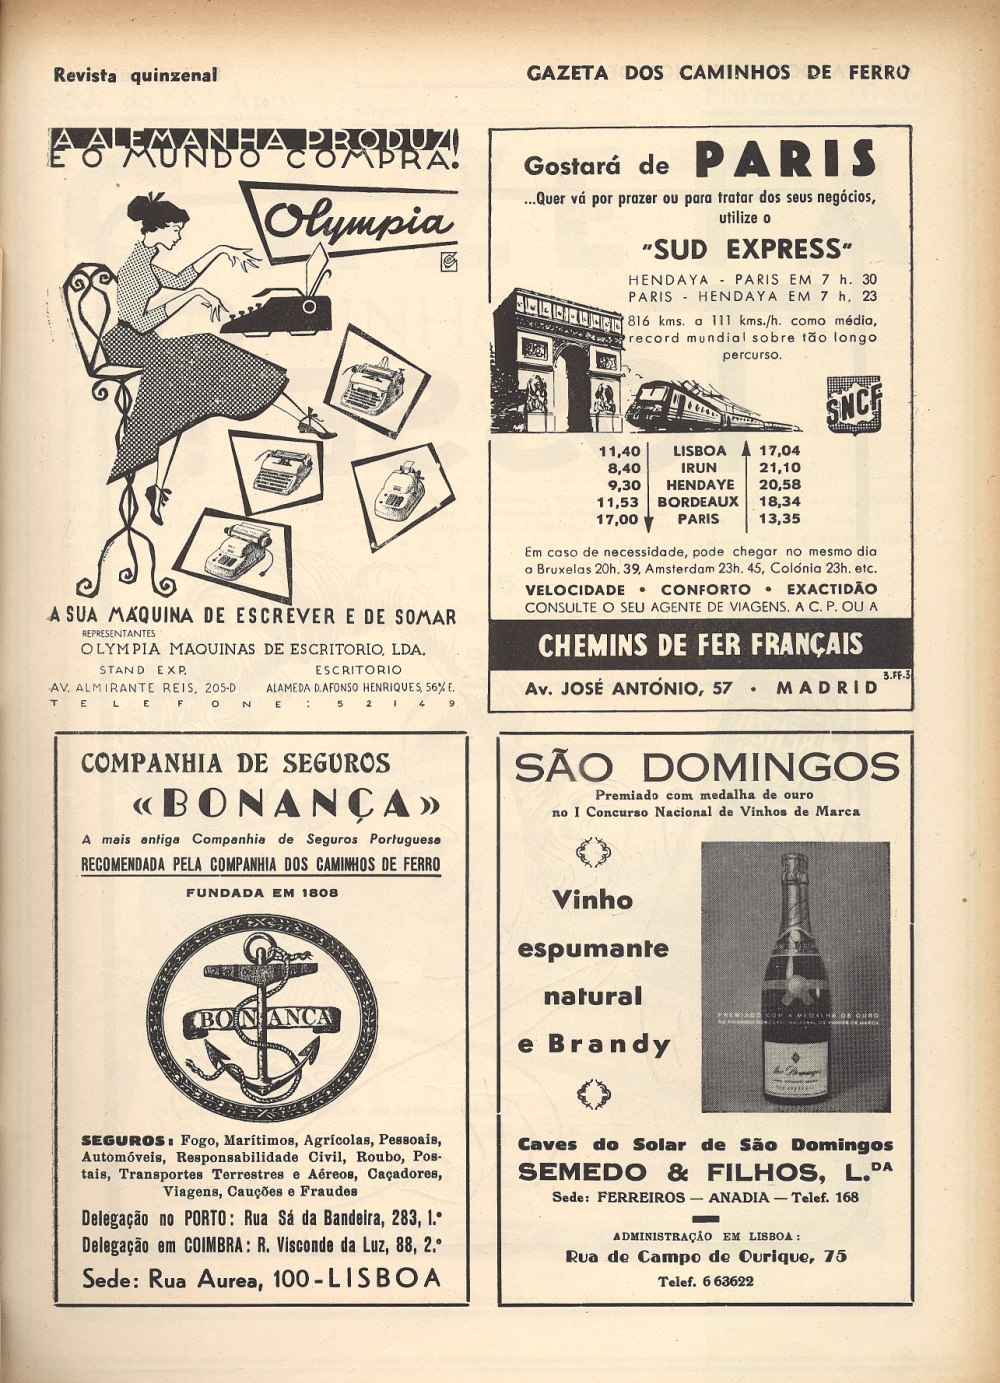 Revista quinzenal
GAZETA DOS CAMINHOS DE FERRO
A ALEMANHA PRODUZ!
E O MUNDO COMPRA!
Olympia
A SUA MÁQUINA DE ESCREVER E DE SOMAR
REPRESENTANTES
OLYMPIA MAQUINAS DE ESCRITORIO, LDA.
STAND EXP.
ESCRITORIO
AV. ALMIRANTE REIS, 205-D
ALAMEDA D. AFONSO HENRIQUES, 56 % E.
TELEFONE: 52149
Gostará de PARIS
...Quer vá por prazer ou para tratar dos seus negócios,
utilize o
"SUD EXPRESS"
HENDAYA - PARIS EM 7 h. 30
PARIS - HENDAYA EM 7 h, 23
816 kms. a 111 kms./h. como média,
record mundial sobre tão longo
percurso.
SNCF
11,40 LISBOA 17,04
8,40 IRUN 21,10
9,30 HENDAYE 20,58
11,53 BORDEAUX 18,34
17,00 PARIS 13,35
Em caso de necessidade, pode chegar no mesmo dia
a Bruxelas 20h. 39, Amsterdam 23h. 45, Colónia 23h. etc.
VELOCIDADE • CONFORTO • EXACTIDÃO
CONSULTE O SEU AGENTE DE VIAGENS. A C. P. OU A
CHEMINS DE FER FRANÇAIS
3.FF.3
Av. JOSÉ ANTÓNIO, 57 • MADRID
COMPANHIA DE SEGUROS
«BONANÇA»
A mais antiga Companhia de Seguros Portuguesa
RECOMENDADA PELA COMPANHIA DOS CAMINHOS DE FERRO
FUNDADA EM 1808
BONANÇA
SEGUROS: Fogo, Marítimos, Agrícolas, Pessoais,
Automóveis, Responsabilidade Civil, Roubo, Pos-
tais, Transportes Terrestres e Aéreos, Caçadores,
Viagens, Cauções e Fraudes
Delegação no PORTO: Rua Sá da Bandeira, 283, 1.º
Delegação em COIMBRA: R. Visconde da Luz, 88, 2.º
Sede: Rua Aurea, 100 - LISBOA
SÃO DOMINGOS
Premiado com medalha de ouro
no I Concurso Nacional de Vinhos de Marca
Vinho
espumante
natural
e Brandy
PREMIADO COM A MEDALHA DE OURO
São Domingos
Caves do Solar de São Domingos
SEMEDO & FILHOS, L.DA
Sede: FERREIROS — ANADIA — Telef. 168
ADMINISTRAÇÃO EM LISBOA:
Rua de Campo de Ourique, 75
Telef. 6 63622